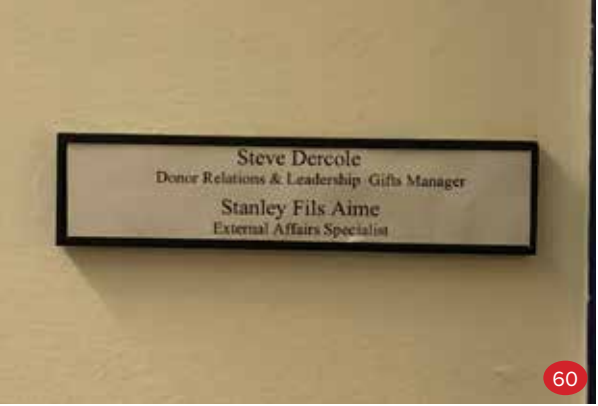 Steve Dercole
Donor Relations & Leadership Gifts Manager
Stanley Fils Aime
External Affairs Specialist
60